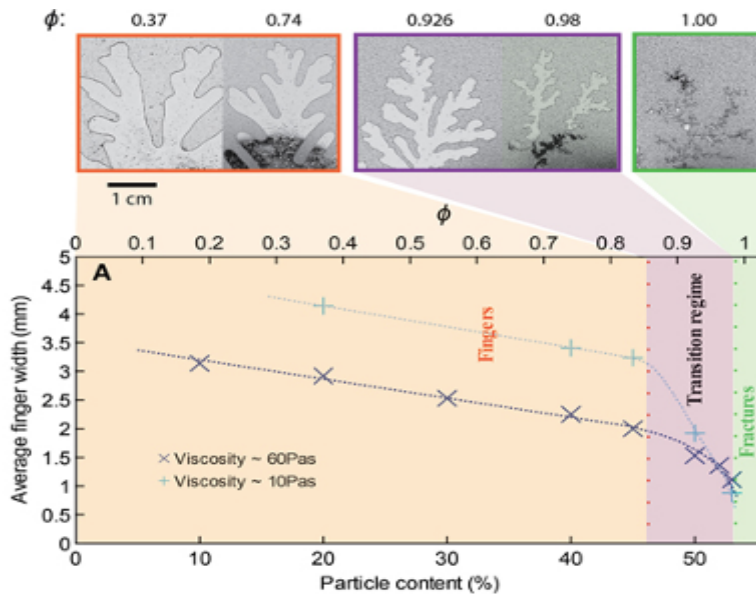 ϕ: 0.37 0.74 0.926 0.98 1.00
1 cm
ϕ
0 0.1 0.2 0.3 0.4 0.5 0.6 0.7 0.8 0.9 1
A
5
4.5
4
3.5
3
2.5
2
1.5
1
0.5
0
Average finger width (mm)
Fingers
Transition regime
Fractures
Viscosity ~ 60Pas
Viscosity ~ 10Pas
10 20 30 40 50
Particle content (%)